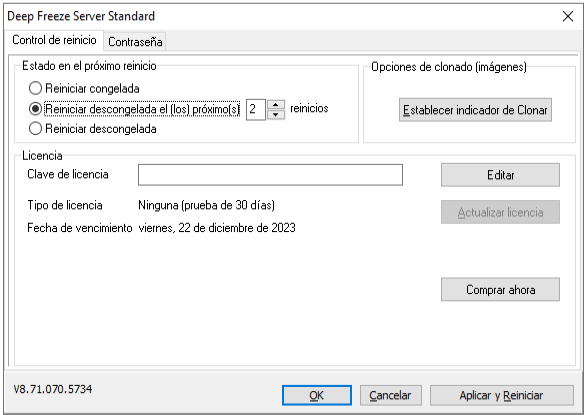 Deep Freeze Server Standard
Control de reinicio
Contraseña
Estado en el próximo reinicio
Reiniciar congelada
Reiniciar descongelada el (los) próximo(s) 2 reinicios
Reiniciar descongelada
Opciones de clonado (imágenes)
Establecer indicador de Clonar
Licencia
Clave de licencia
Editar
Tipo de licencia Ninguna (prueba de 30 días)
Actualizar licencia
Fecha de vencimiento viernes, 22 de diciembre de 2023
Comprar ahora
V8.71.070.5734
OK
Cancelar
Aplicar y Reiniciar